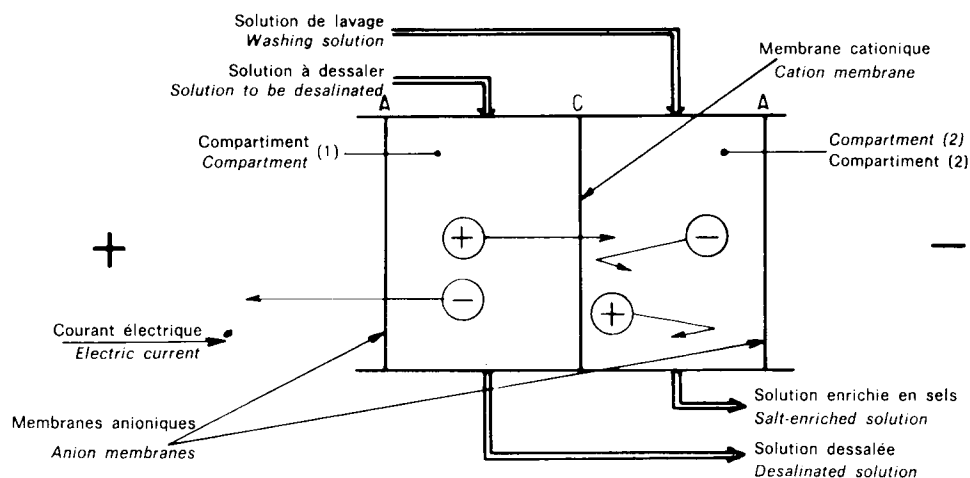 Solution de lavage
Washing solution
Solution à dessaler
Solution to be desalinated
Membrane cationique
Cation membrane
A
C
A
Compartiment (1)
Compartment
Compartment (2)
Compartiment (2)
+
+
−
−
−
+
Courant électrique
Electric current
Membranes anioniques
Anion membranes
Solution enrichie en sels
Salt-enriched solution
Solution dessalée
Desalinated solution